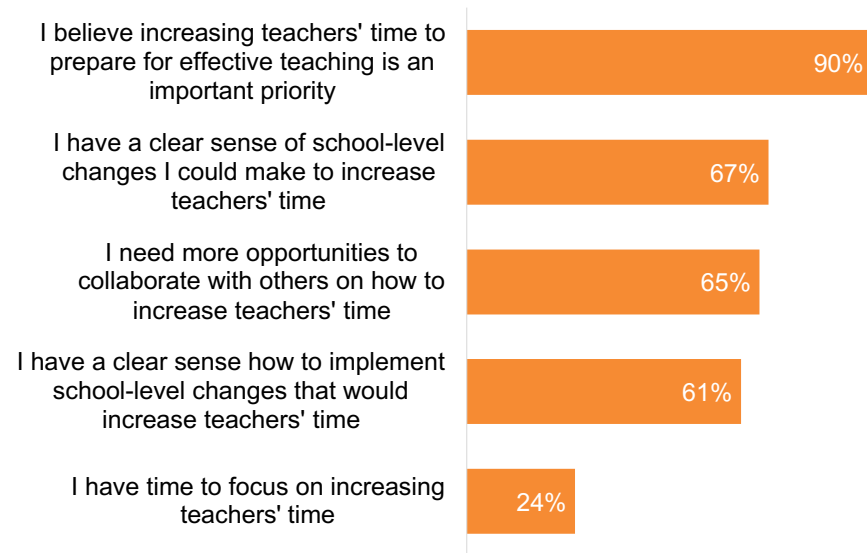 I believe increasing teachers' time to
prepare for effective teaching is an
important priority
90%
I have a clear sense of school-level
changes I could make to increase
teachers' time
67%
I need more opportunities to
collaborate with others on how to
increase teachers' time
65%
I have a clear sense how to implement
school-level changes that would
increase teachers' time
61%
I have time to focus on increasing
teachers' time
24%